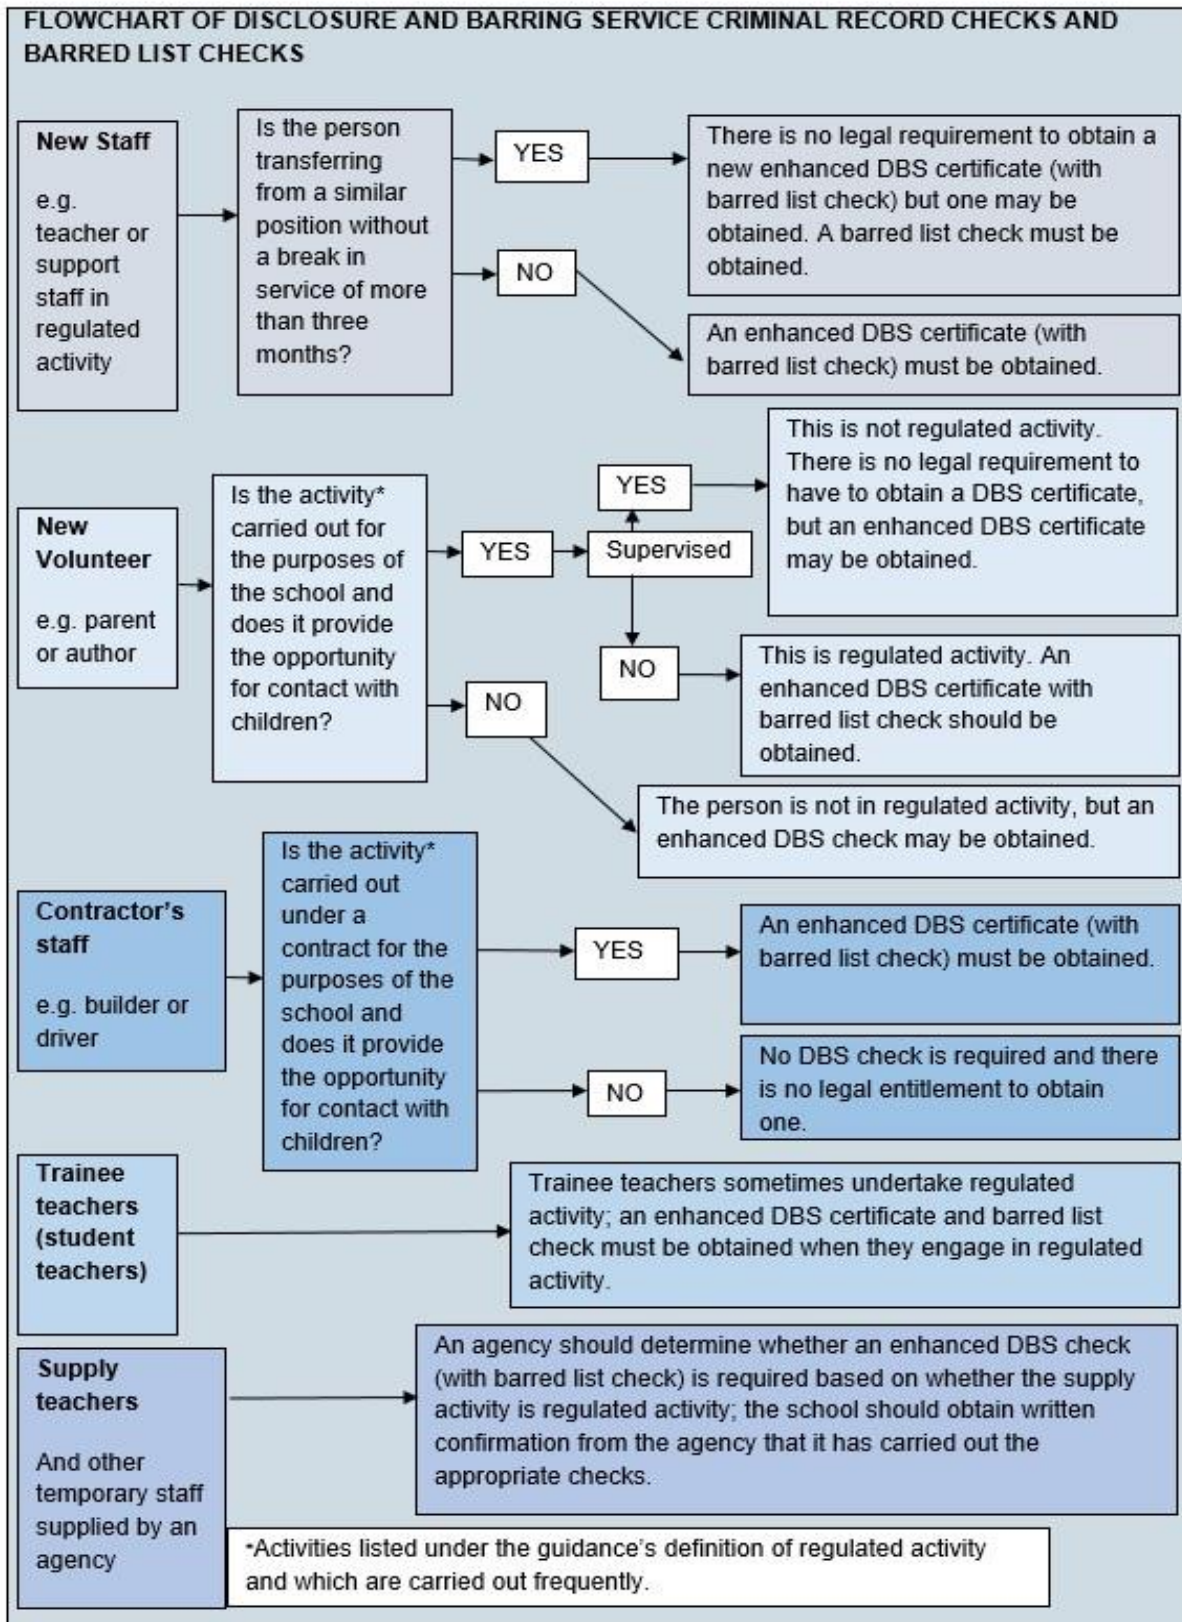 FLOWCHART OF DISCLOSURE AND BARRING SERVICE CRIMINAL RECORD CHECKS AND
BARRED LIST CHECKS
New Staff
e.g.
teacher or
support
staff in
regulated
activity
Is the person
transferring
from a similar
position without
a break in
service of more
than three
months?
YES
There is no legal requirement to obtain a
new enhanced DBS certificate (with
barred list check) but one may be
obtained. A barred list check must be
obtained.
NO
An enhanced DBS certificate (with
barred list check) must be obtained.
New
Volunteer
e.g. parent
or author
Is the activity*
carried out for
the purposes of
the school and
does it provide
the opportunity
for contact with
children?
YES
Supervised
YES
This is not regulated activity.
There is no legal requirement to
have to obtain a DBS certificate,
but an enhanced DBS certificate
may be obtained.
NO
This is regulated activity. An
enhanced DBS certificate with
barred list check should be
obtained.
NO
The person is not in regulated activity, but an
enhanced DBS check may be obtained.
Contractor's
staff
e.g. builder or
driver
Is the activity*
carried out
under a
contract for the
purposes of the
school and
does it provide
the opportunity
for contact with
children?
YES
An enhanced DBS certificate (with
barred list check) must be obtained.
NO
No DBS check is required and there
is no legal entitlement to obtain
one.
Trainee
teachers
(student
teachers)
Trainee teachers sometimes undertake regulated
activity; an enhanced DBS certificate and barred list
check must be obtained when they engage in regulated
activity.
Supply
teachers
And other
temporary staff
supplied by an
agency
An agency should determine whether an enhanced DBS check
(with barred list check) is required based on whether the supply
activity is regulated activity; the school should obtain written
confirmation from the agency that it has carried out the
appropriate checks.
*Activities listed under the guidance's definition of regulated activity
and which are carried out frequently.